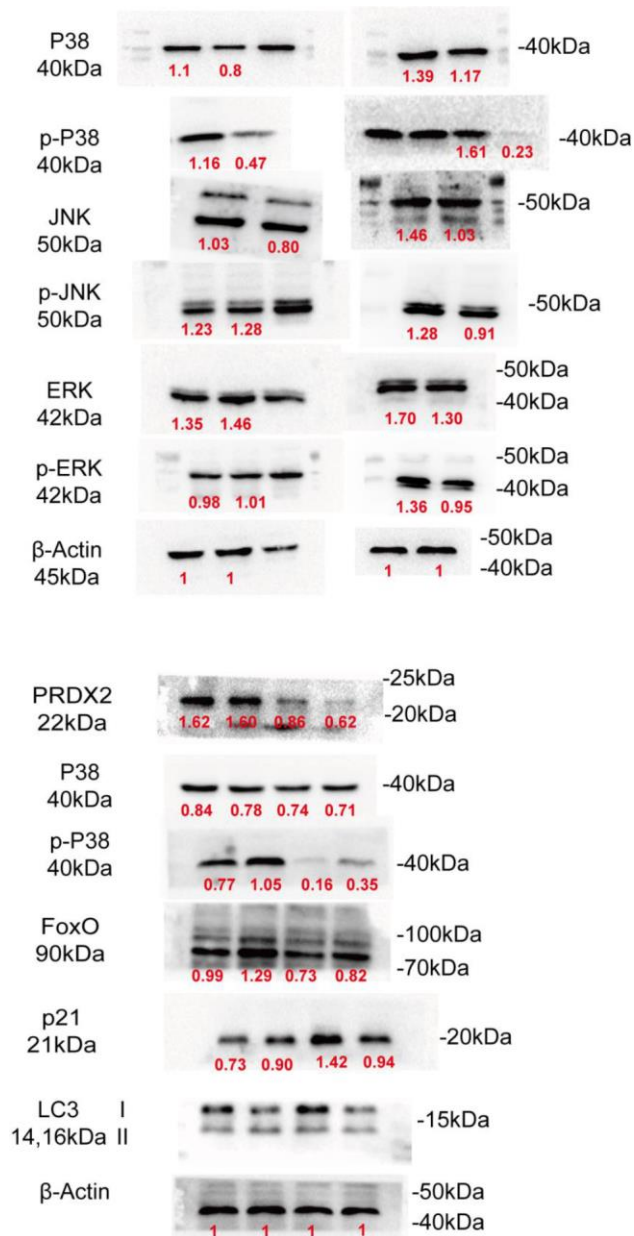 P38
40kDa
1.1 0.8
1.39 1.17
-40kDa
p-P38
40kDa
1.16 0.47
1.61 0.23
-40kDa
JNK
50kDa
1.03 0.80
1.46 1.03
-50kDa
p-JNK
50kDa
1.23 1.28
1.28 0.91
-50kDa
ERK
42kDa
1.35 1.46
1.70 1.30
-50kDa
-40kDa
p-ERK
42kDa
0.98 1.01
1.36 0.95
-50kDa
-40kDa
β-Actin
45kDa
1 1
1 1
-50kDa
-40kDa
PRDX2
22kDa
1.62 1.60 0.86 0.62
-25kDa
-20kDa
P38
40kDa
0.84 0.78 0.74 0.71
-40kDa
p-P38
40kDa
0.77 1.05 0.16 0.35
-40kDa
FoxO
90kDa
0.99 1.29 0.73 0.82
-100kDa
-70kDa
p21
21kDa
0.73 0.90 1.42 0.94
-20kDa
LC3 I
14,16kDa II
-15kDa
β-Actin
1 1 1 1
-50kDa
-40kDa